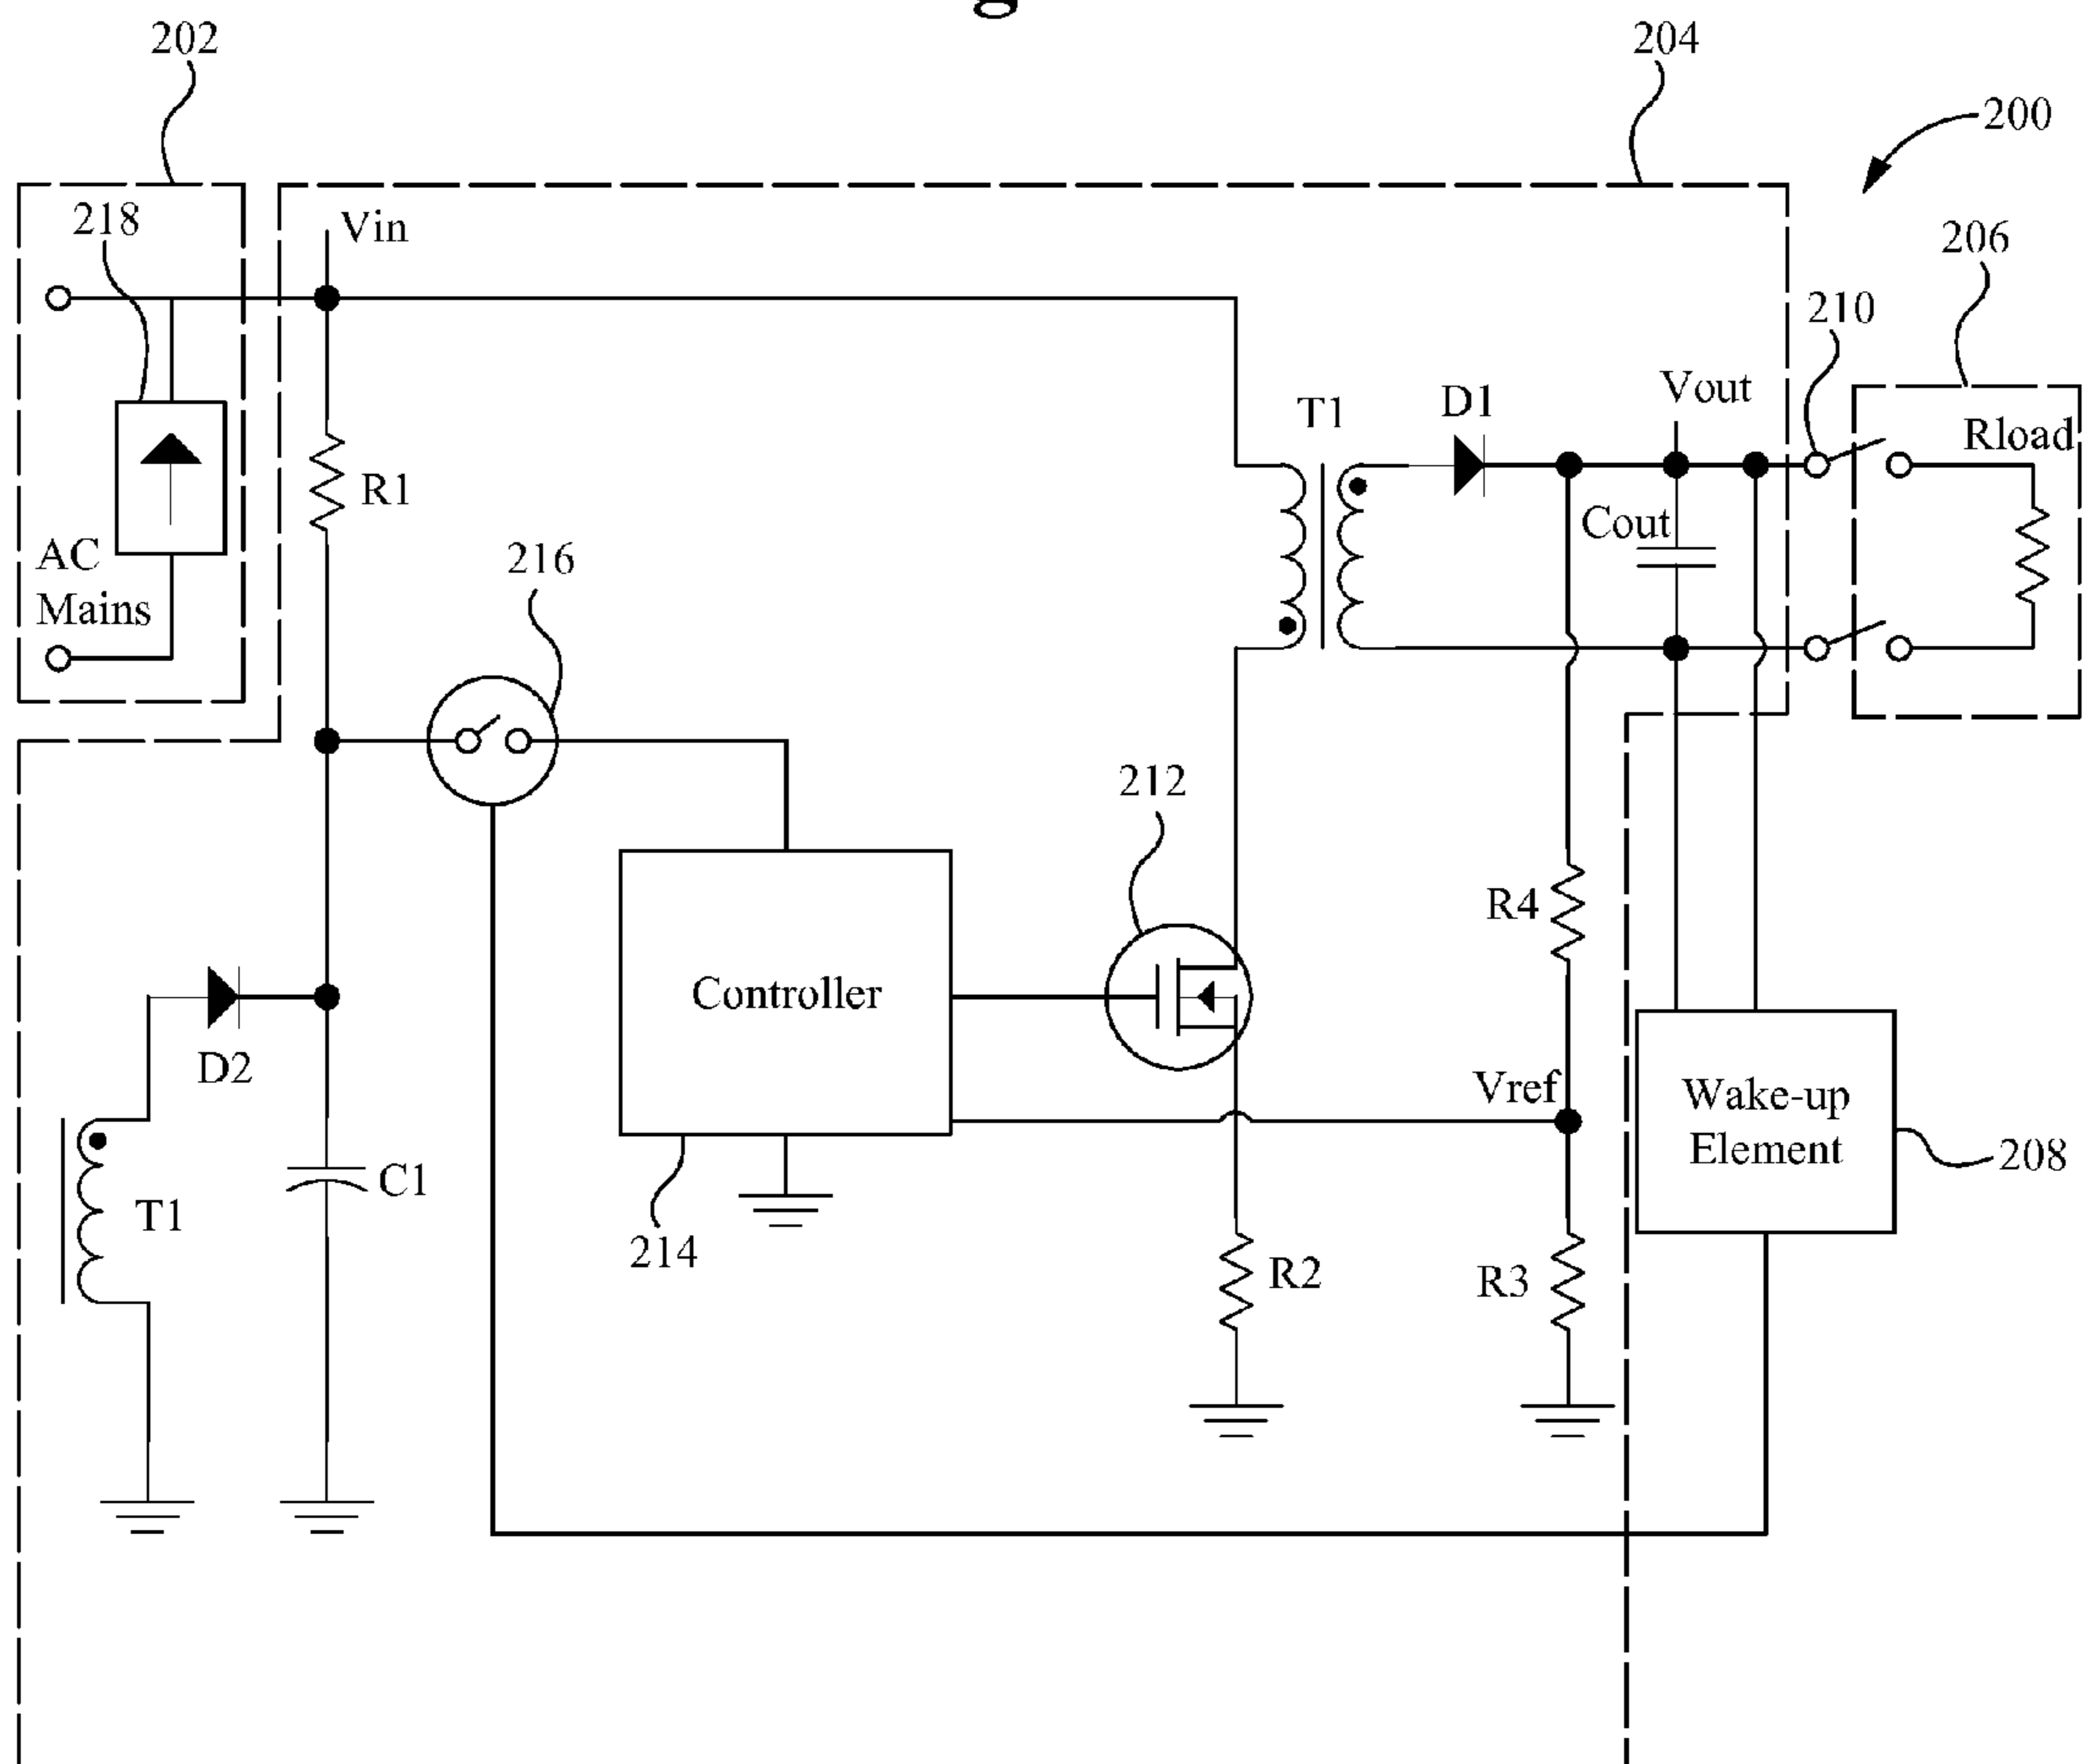 202
204
200
218
Vin
206
210
Vout
T1
D1
Rload
R1
Cout
AC
Mains
216
212
R4
Controller
D2
Vref
Wake-up
Element
208
C1
T1
214
R2
R3